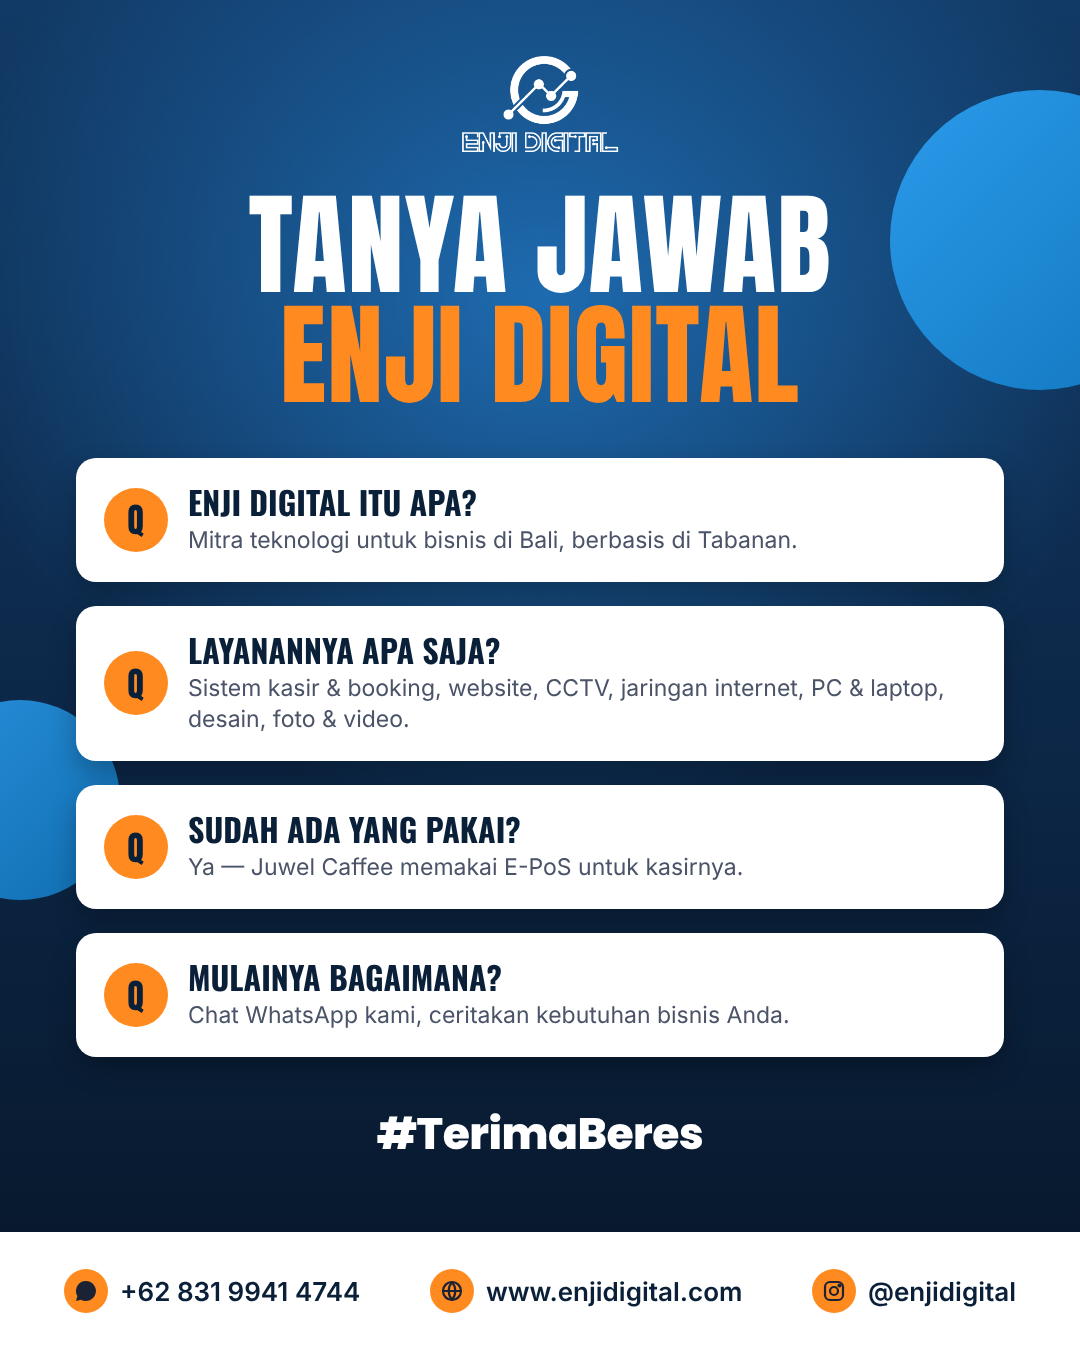 ENJI DIGITAL
TANYA JAWAB
ENJI DIGITAL
Q
ENJI DIGITAL ITU APA?
Mitra teknologi untuk bisnis di Bali, berbasis di Tabanan.
Q
LAYANANNYA APA SAJA?
Sistem kasir & booking, website, CCTV, jaringan internet, PC & laptop,
desain, foto & video.
Q
SUDAH ADA YANG PAKAI?
Ya — Juwel Caffee memakai E-PoS untuk kasirnya.
Q
MULAINYA BAGAIMANA?
Chat WhatsApp kami, ceritakan kebutuhan bisnis Anda.
#TerimaBeres
+62 831 9941 4744
www.enjidigital.com
@enjidigital